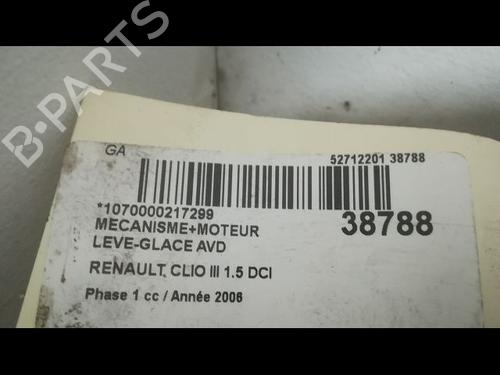 B-PARTS
GA
52712201 38788
*1070000217299
38788
MECANISME+MOTEUR
LEVE-GLACE AVD
RENAULT CLIO III 1.5 DCI
Phase 1 cc / Année 2006